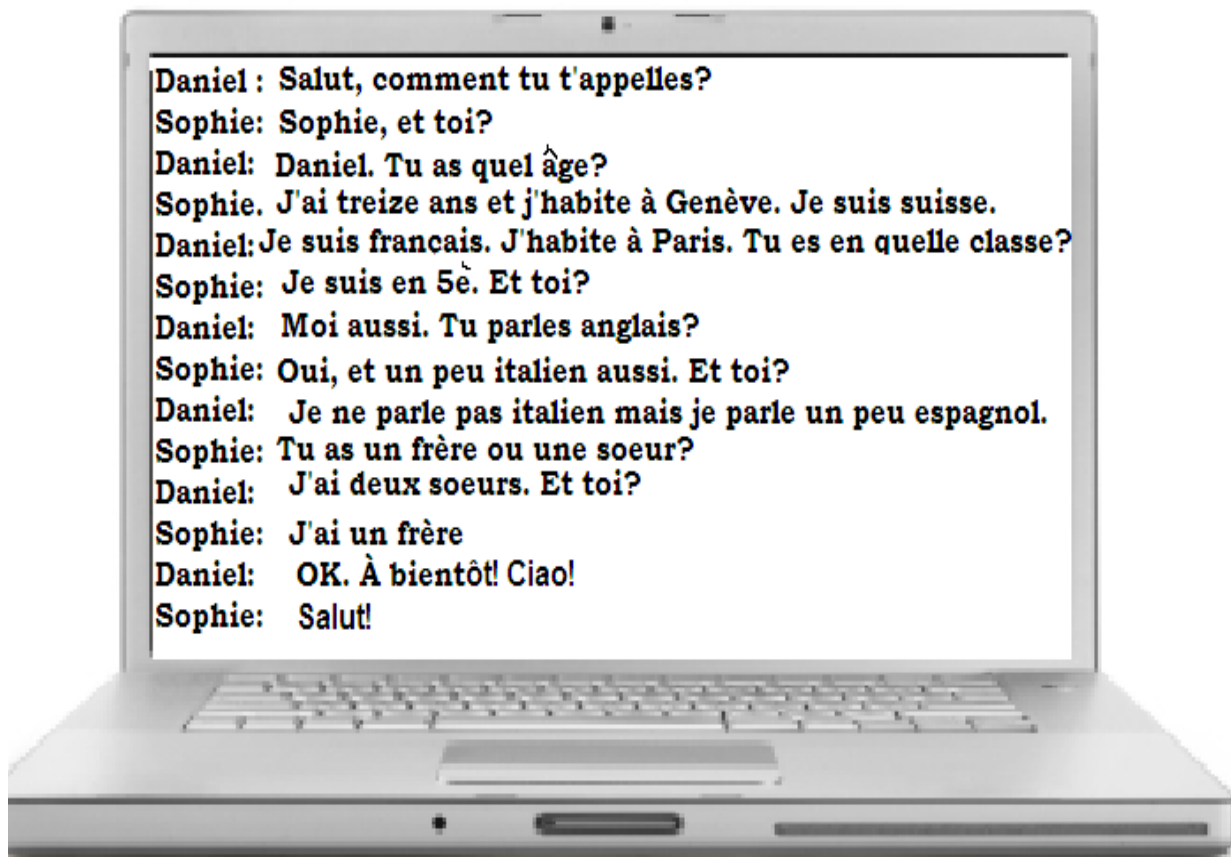 Daniel : Salut, comment tu t'appelles?
Sophie: Sophie, et toi?
Daniel: Daniel. Tu as quel âge?
Sophie. J'ai treize ans et j'habite à Genève. Je suis suisse.
Daniel: Je suis francais. J'habite à Paris. Tu es en quelle classe?
Sophie: Je suis en 5è. Et toi?
Daniel: Moi aussi. Tu parles anglais?
Sophie: Oui, et un peu italien aussi. Et toi?
Daniel: Je ne parle pas italien mais je parle un peu espagnol.
Sophie: Tu as un frère ou une soeur?
Daniel: J'ai deux soeurs. Et toi?
Sophie: J'ai un frère
Daniel: OK. À bientôt! Ciao!
Sophie: Salut!